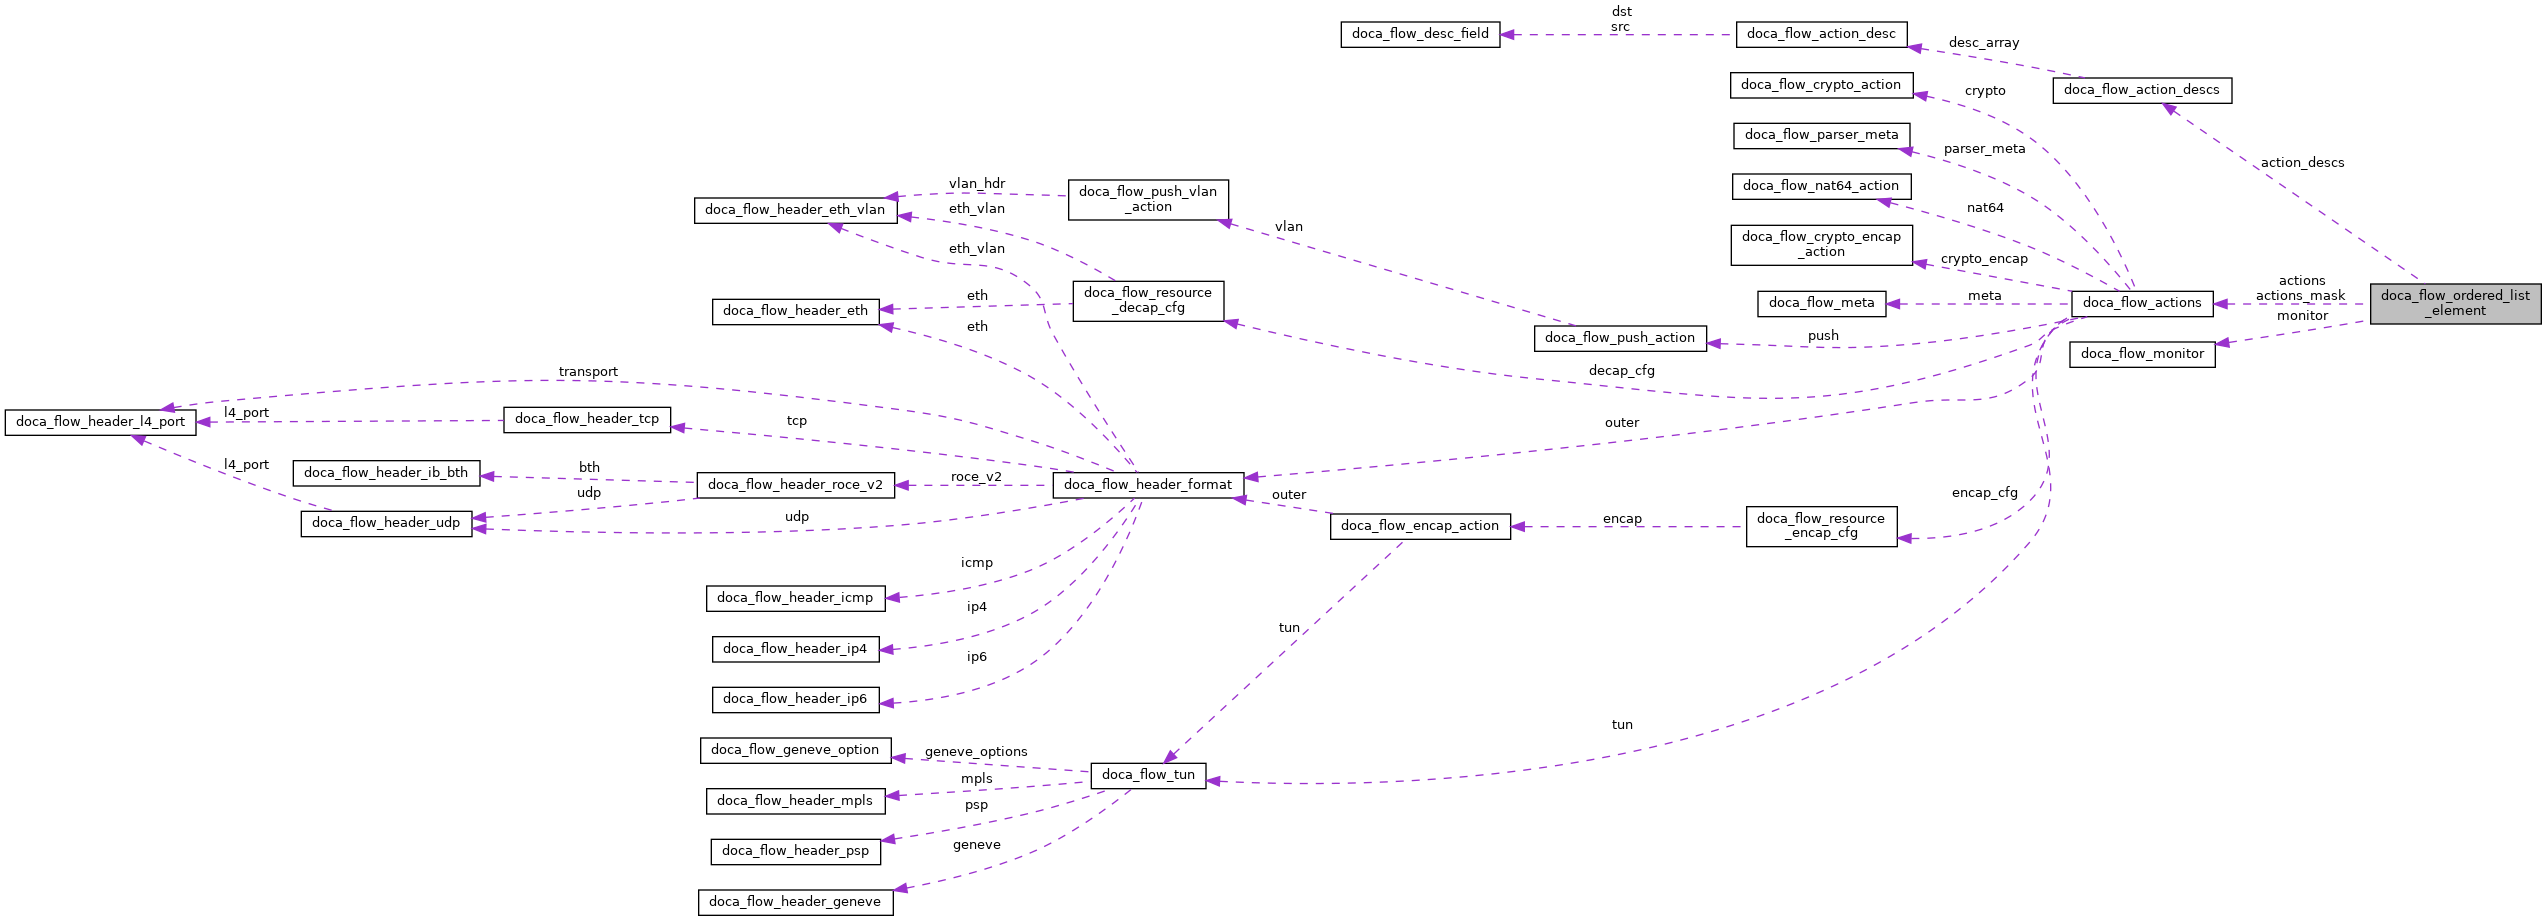 dst
src
doca_flow_desc_field
doca_flow_action_desc
desc_array
doca_flow_crypto_action
crypto
doca_flow_action_descs
doca_flow_parser_meta
parser_meta
action_descs
doca_flow_nat64_action
nat64
vlan_hdr
doca_flow_push_vlan
_action
doca_flow_header_eth_vlan
eth_vlan
vlan
eth_vlan
doca_flow_crypto_encap
_action
crypto_encap
doca_flow_header_eth
eth
eth
doca_flow_resource
_decap_cfg
doca_flow_meta
meta
doca_flow_actions
actions
actions_mask
monitor
doca_flow_ordered_list
_element
doca_flow_push_action
push
doca_flow_monitor
decap_cfg
transport
doca_flow_header_l4_port
l4_port
doca_flow_header_tcp
tcp
outer
l4_port
doca_flow_header_ib_bth
bth
doca_flow_header_roce_v2
roce_v2
doca_flow_header_format
udp
outer
encap_cfg
doca_flow_header_udp
udp
doca_flow_encap_action
encap
doca_flow_resource
_encap_cfg
icmp
doca_flow_header_icmp
ip4
doca_flow_header_ip4
ip6
doca_flow_header_ip6
tun
tun
doca_flow_geneve_option
geneve_options
doca_flow_tun
mpls
doca_flow_header_mpls
psp
doca_flow_header_psp
geneve
doca_flow_header_geneve